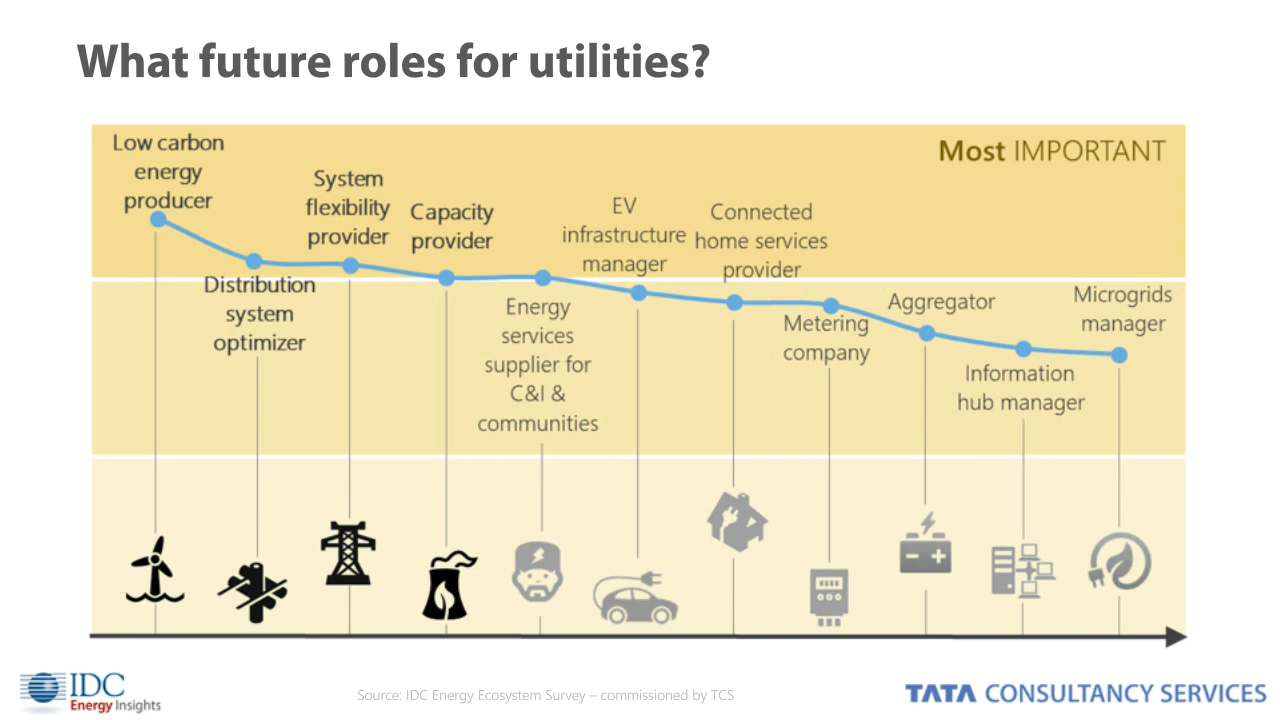 What future roles for utilities?
Most IMPORTANT
Low carbon
energy
producer
Distribution
system
optimizer
System
flexibility
provider
Capacity
provider
Energy
services
supplier for
C&I &
communities
EV
infrastructure
manager
Connected
home services
provider
Metering
company
Aggregator
Information
hub manager
Microgrids
manager
IDC
Energy Insights
Source: IDC Energy Ecosystem Survey – commissioned by TCS
TATA CONSULTANCY SERVICES